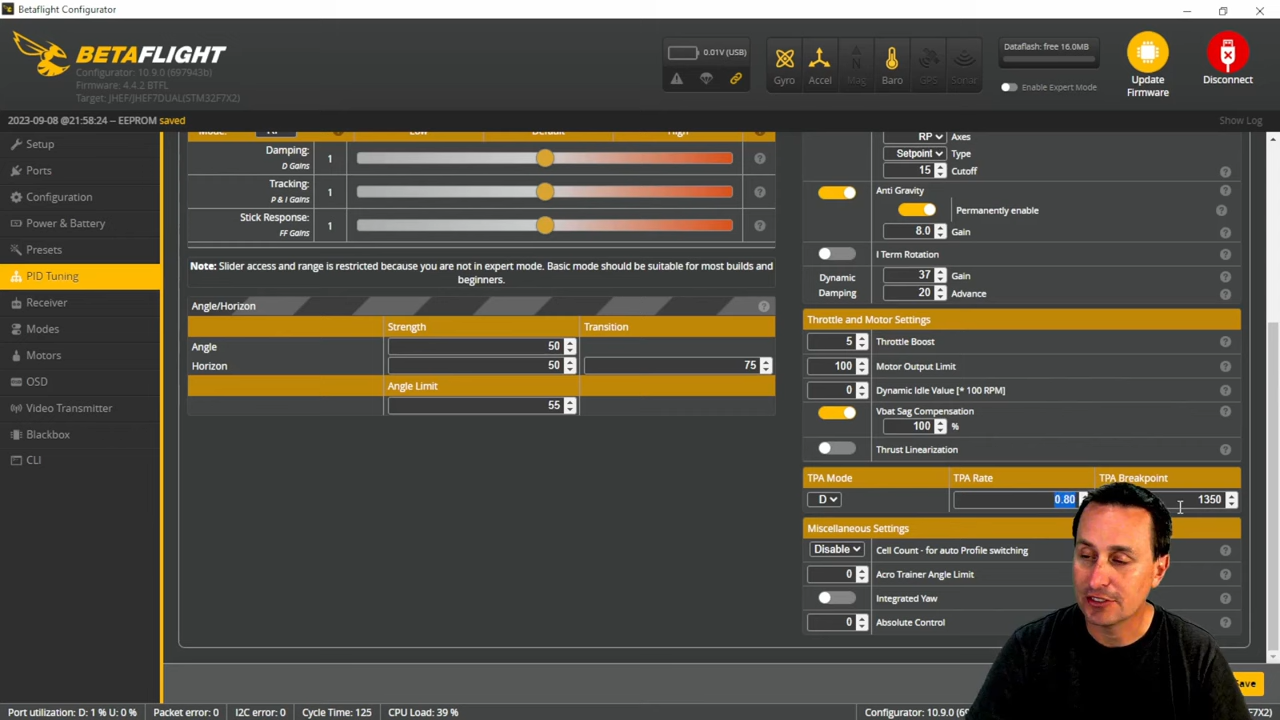 Betaflight Configurator
BETAFLIGHT
Configurator: 10.9.0 (697943b)
Firmware: 4.4.2 BTFL
Target: JHEF/JHEF7DUAL(STM32F7X2)
0.01V (USB)
Gyro
Accel
Mag
Baro
GPS
Sonar
Dataflash: free 16.0MB
Enable Expert Mode
Update
Firmware
Disconnect
2023-09-08 @21:58:24 -- EEPROM saved
Show Log
Setup
Ports
Configuration
Power & Battery
Presets
PID Tuning
Receiver
Modes
Motors
OSD
Video Transmitter
Blackbox
CLI
Mode:
Low
Default
High
Damping:
D Gains
1
Tracking:
P & I Gains
1
Stick Response:
FF Gains
1
Note: Slider access and range is restricted because you are not in expert mode. Basic mode should be suitable for most builds and
beginners.
Angle/Horizon
Strength
Transition
Angle
50
Horizon
50
75
Angle Limit
55
RP
Axes
Setpoint
Type
15
Cutoff
Anti Gravity
Permanently enable
8.0
Gain
I Term Rotation
Dynamic
Damping
37
Gain
20
Advance
Throttle and Motor Settings
5
Throttle Boost
100
Motor Output Limit
0
Dynamic Idle Value [* 100 RPM]
Vbat Sag Compensation
100
%
Thrust Linearization
TPA Mode
TPA Rate
TPA Breakpoint
D
0.80
1350
Miscellaneous Settings
Disable
Cell Count - for auto Profile switching
0
Acro Trainer Angle Limit
Integrated Yaw
0
Absolute Control
Save
Port utilization: D: 1 % U: 0 %
Packet error: 0
I2C error: 0
Cycle Time: 125
CPU Load: 39 %
Configurator: 10.9.0 (697943b)
Firmware: 4.4.2 BTFL